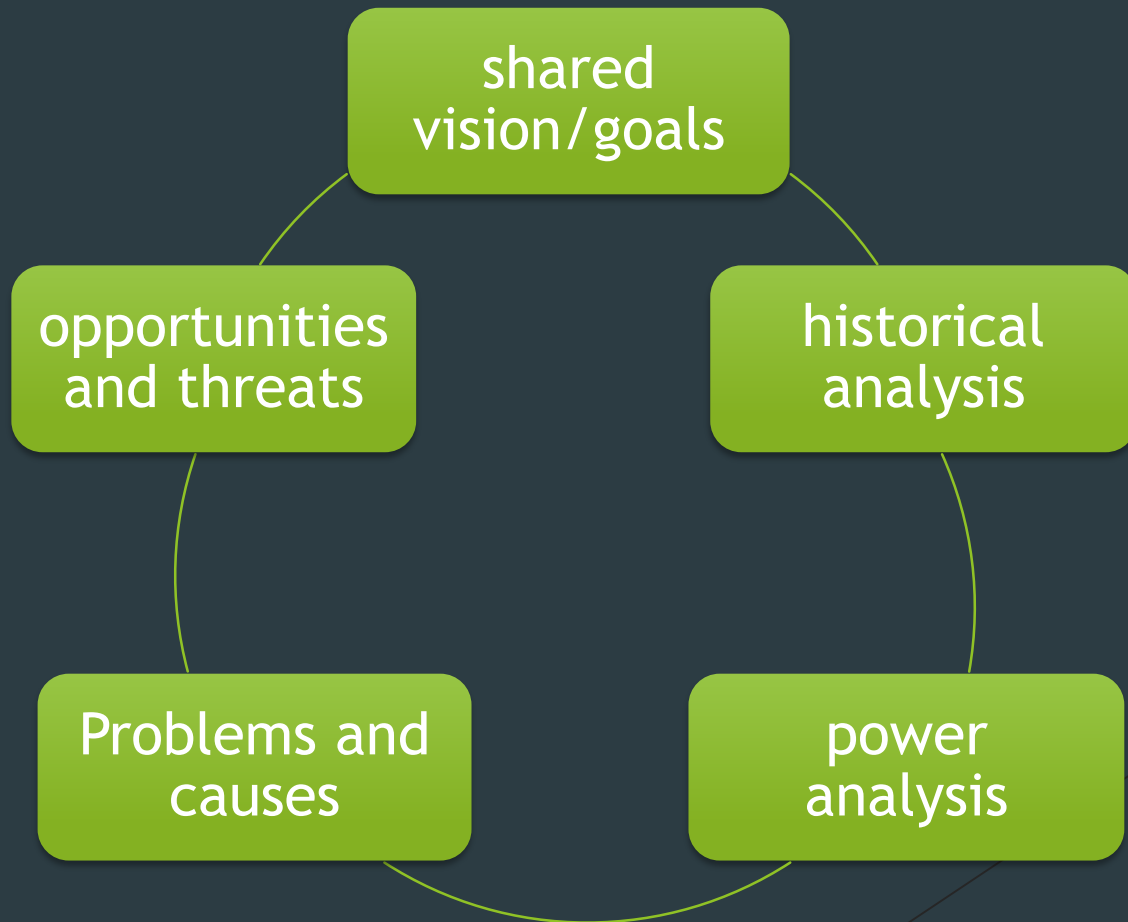 shared
vision/goals
opportunities
and threats
historical
analysis
Problems and
causes
power
analysis